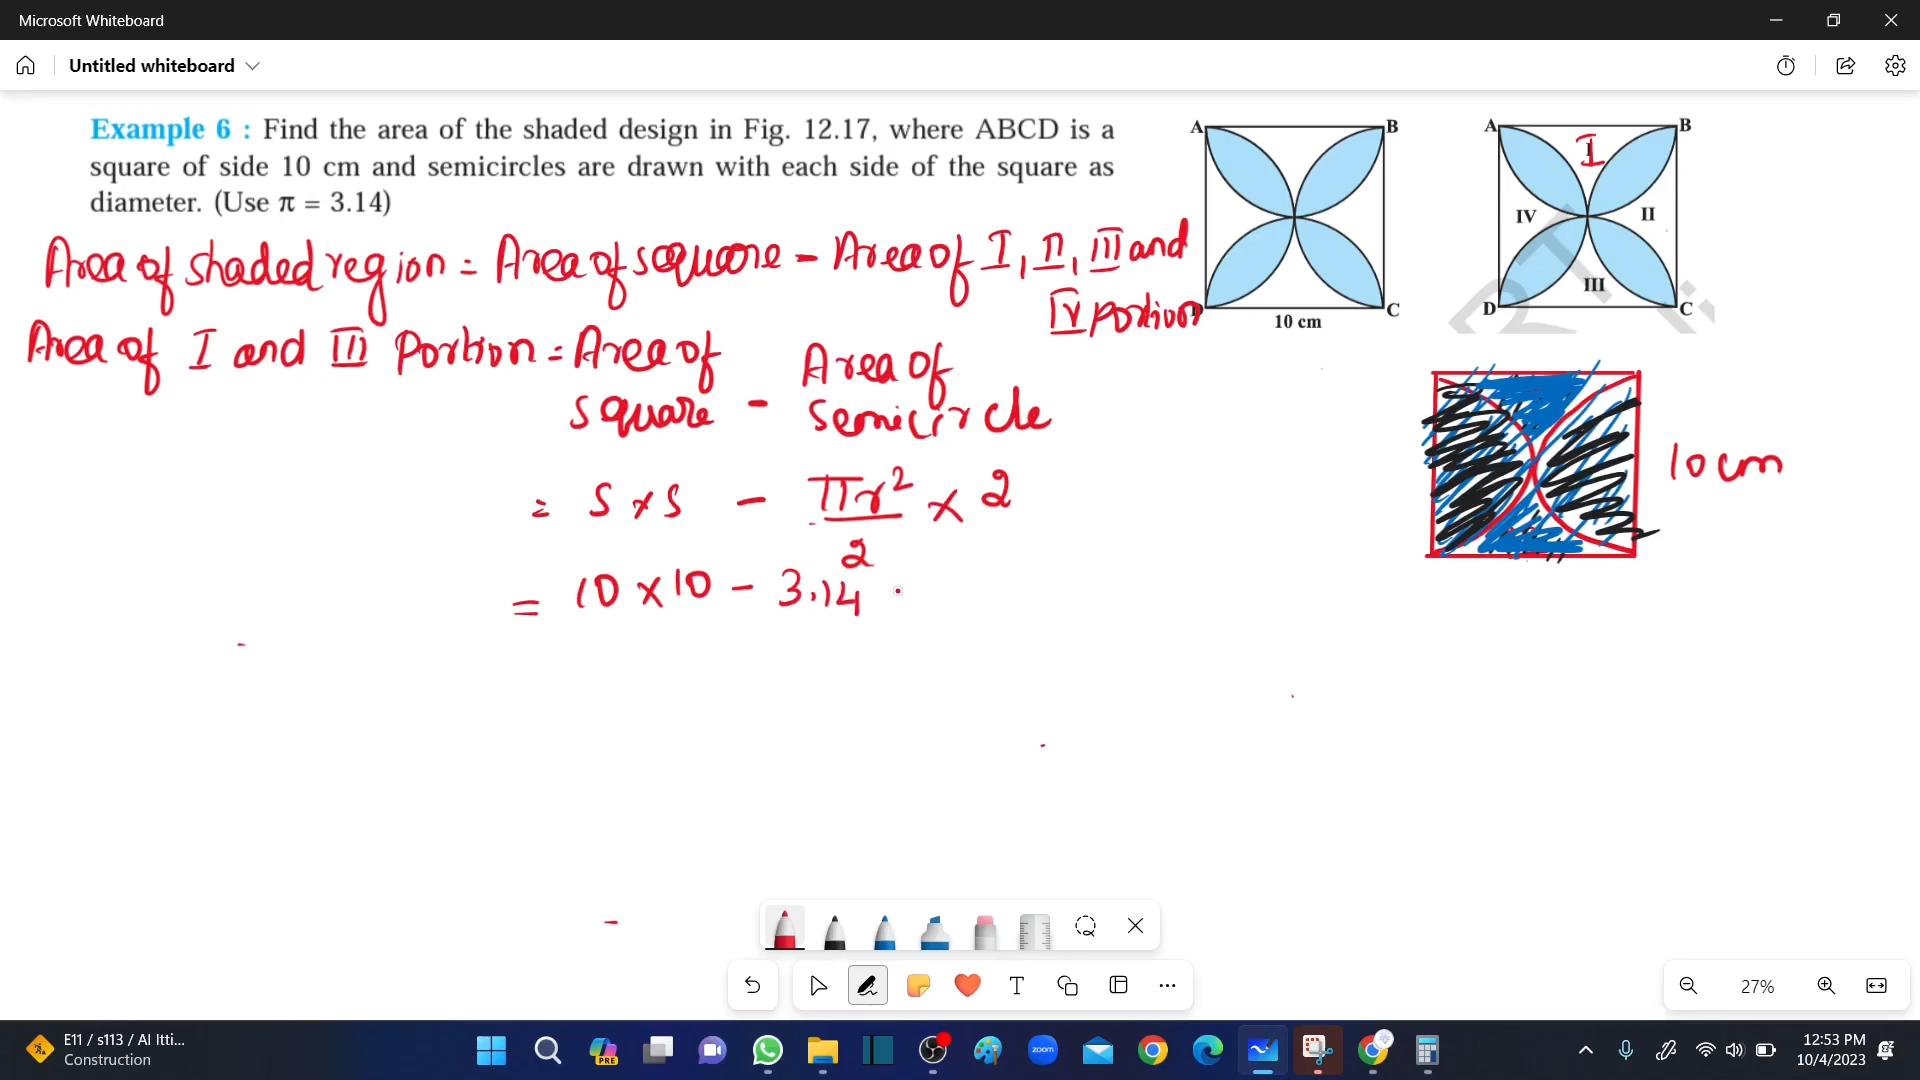 Microsoft Whiteboard
Untitled whiteboard
Example 6 : Find the area of the shaded design in Fig. 12.17, where ABCD is a
square of side 10 cm and semicircles are drawn with each side of the square as
diameter. (Use π = 3.14)
A B
D C
10 cm
A B
I
I
IV II
III
D C
Area of shaded region = Area of square - Area of I, II, III and
IV portion
Area of I and III Portion = Area of
square - Area of
semicircle
= S × S - πr²/2 × 2
= 10 × 10 - 3.14
10 cm
27%
E11 / s113 / Al Itti...
Construction
PRE
zoom
12:53 PM
10/4/2023